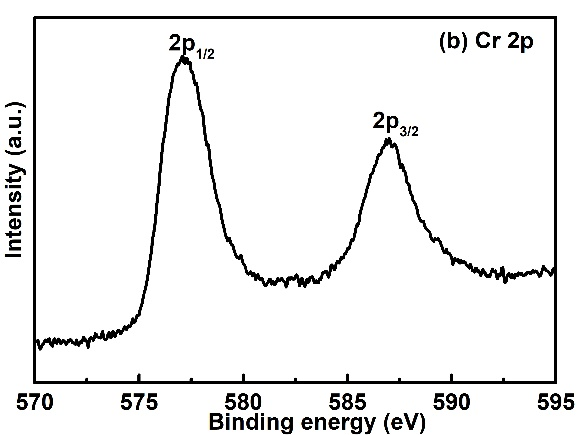 (b) Cr 2p
2p1/2
2p3/2
Intensity (a.u.)
570 575 580 585 590 595
Binding energy (eV)